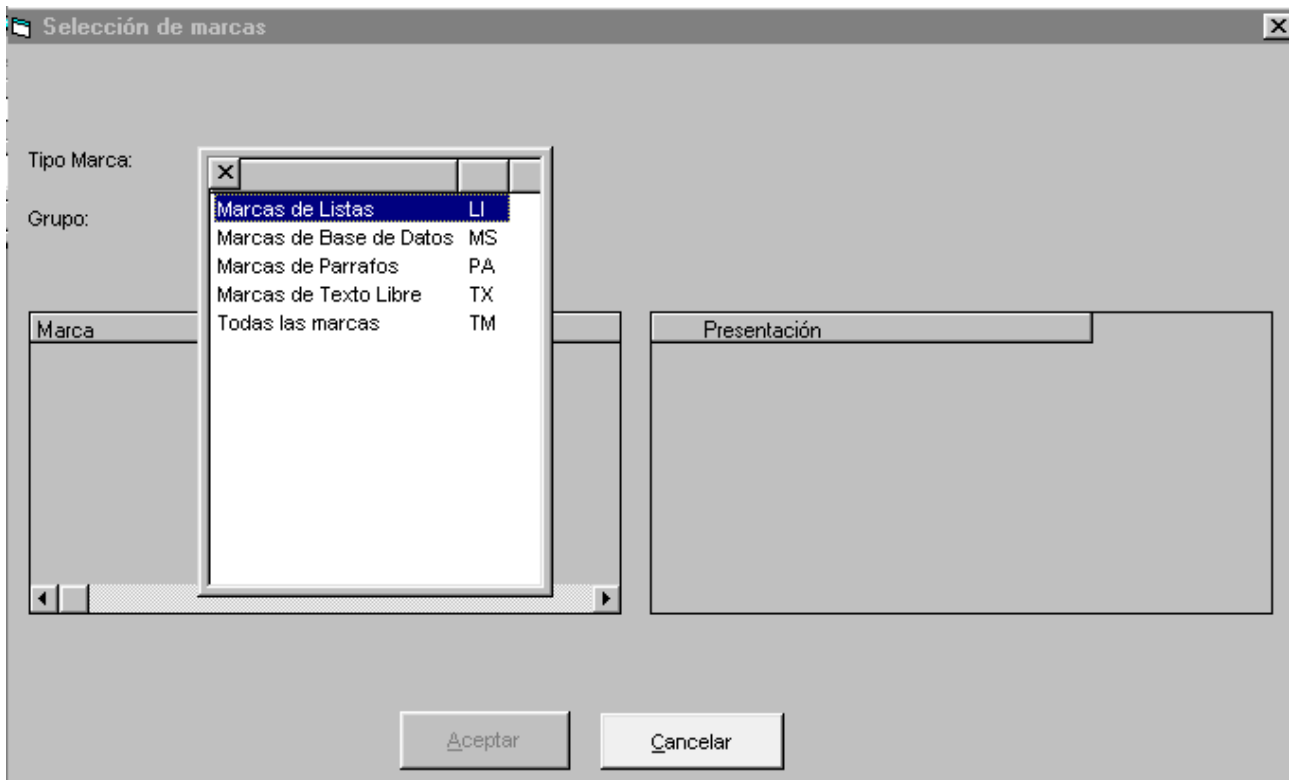 Selección de marcas
Tipo Marca:
Grupo:
Marcas de Listas LI
Marcas de Base de Datos MS
Marcas de Parrafos PA
Marcas de Texto Libre TX
Todas las marcas TM
Marca
Presentación
Aceptar
Cancelar